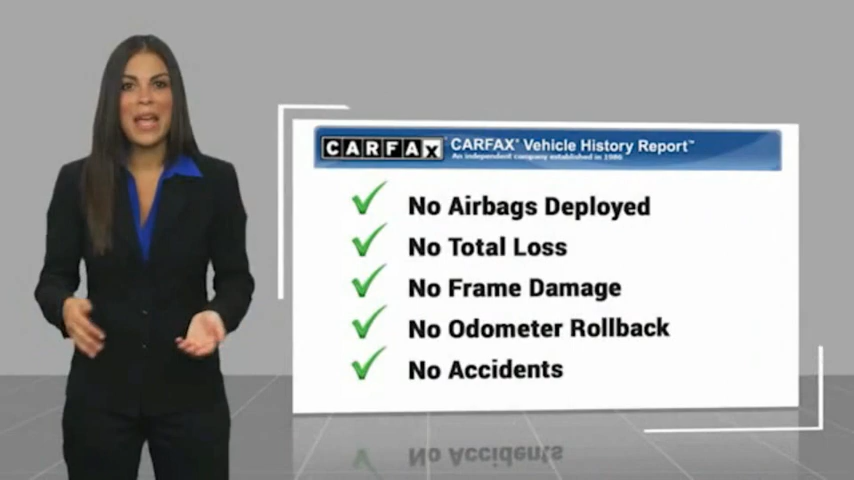 CARFAX CARFAX® Vehicle History Report™
An independent company established in 1986
No Airbags Deployed
No Total Loss
No Frame Damage
No Odometer Rollback
No Accidents
No Accidents